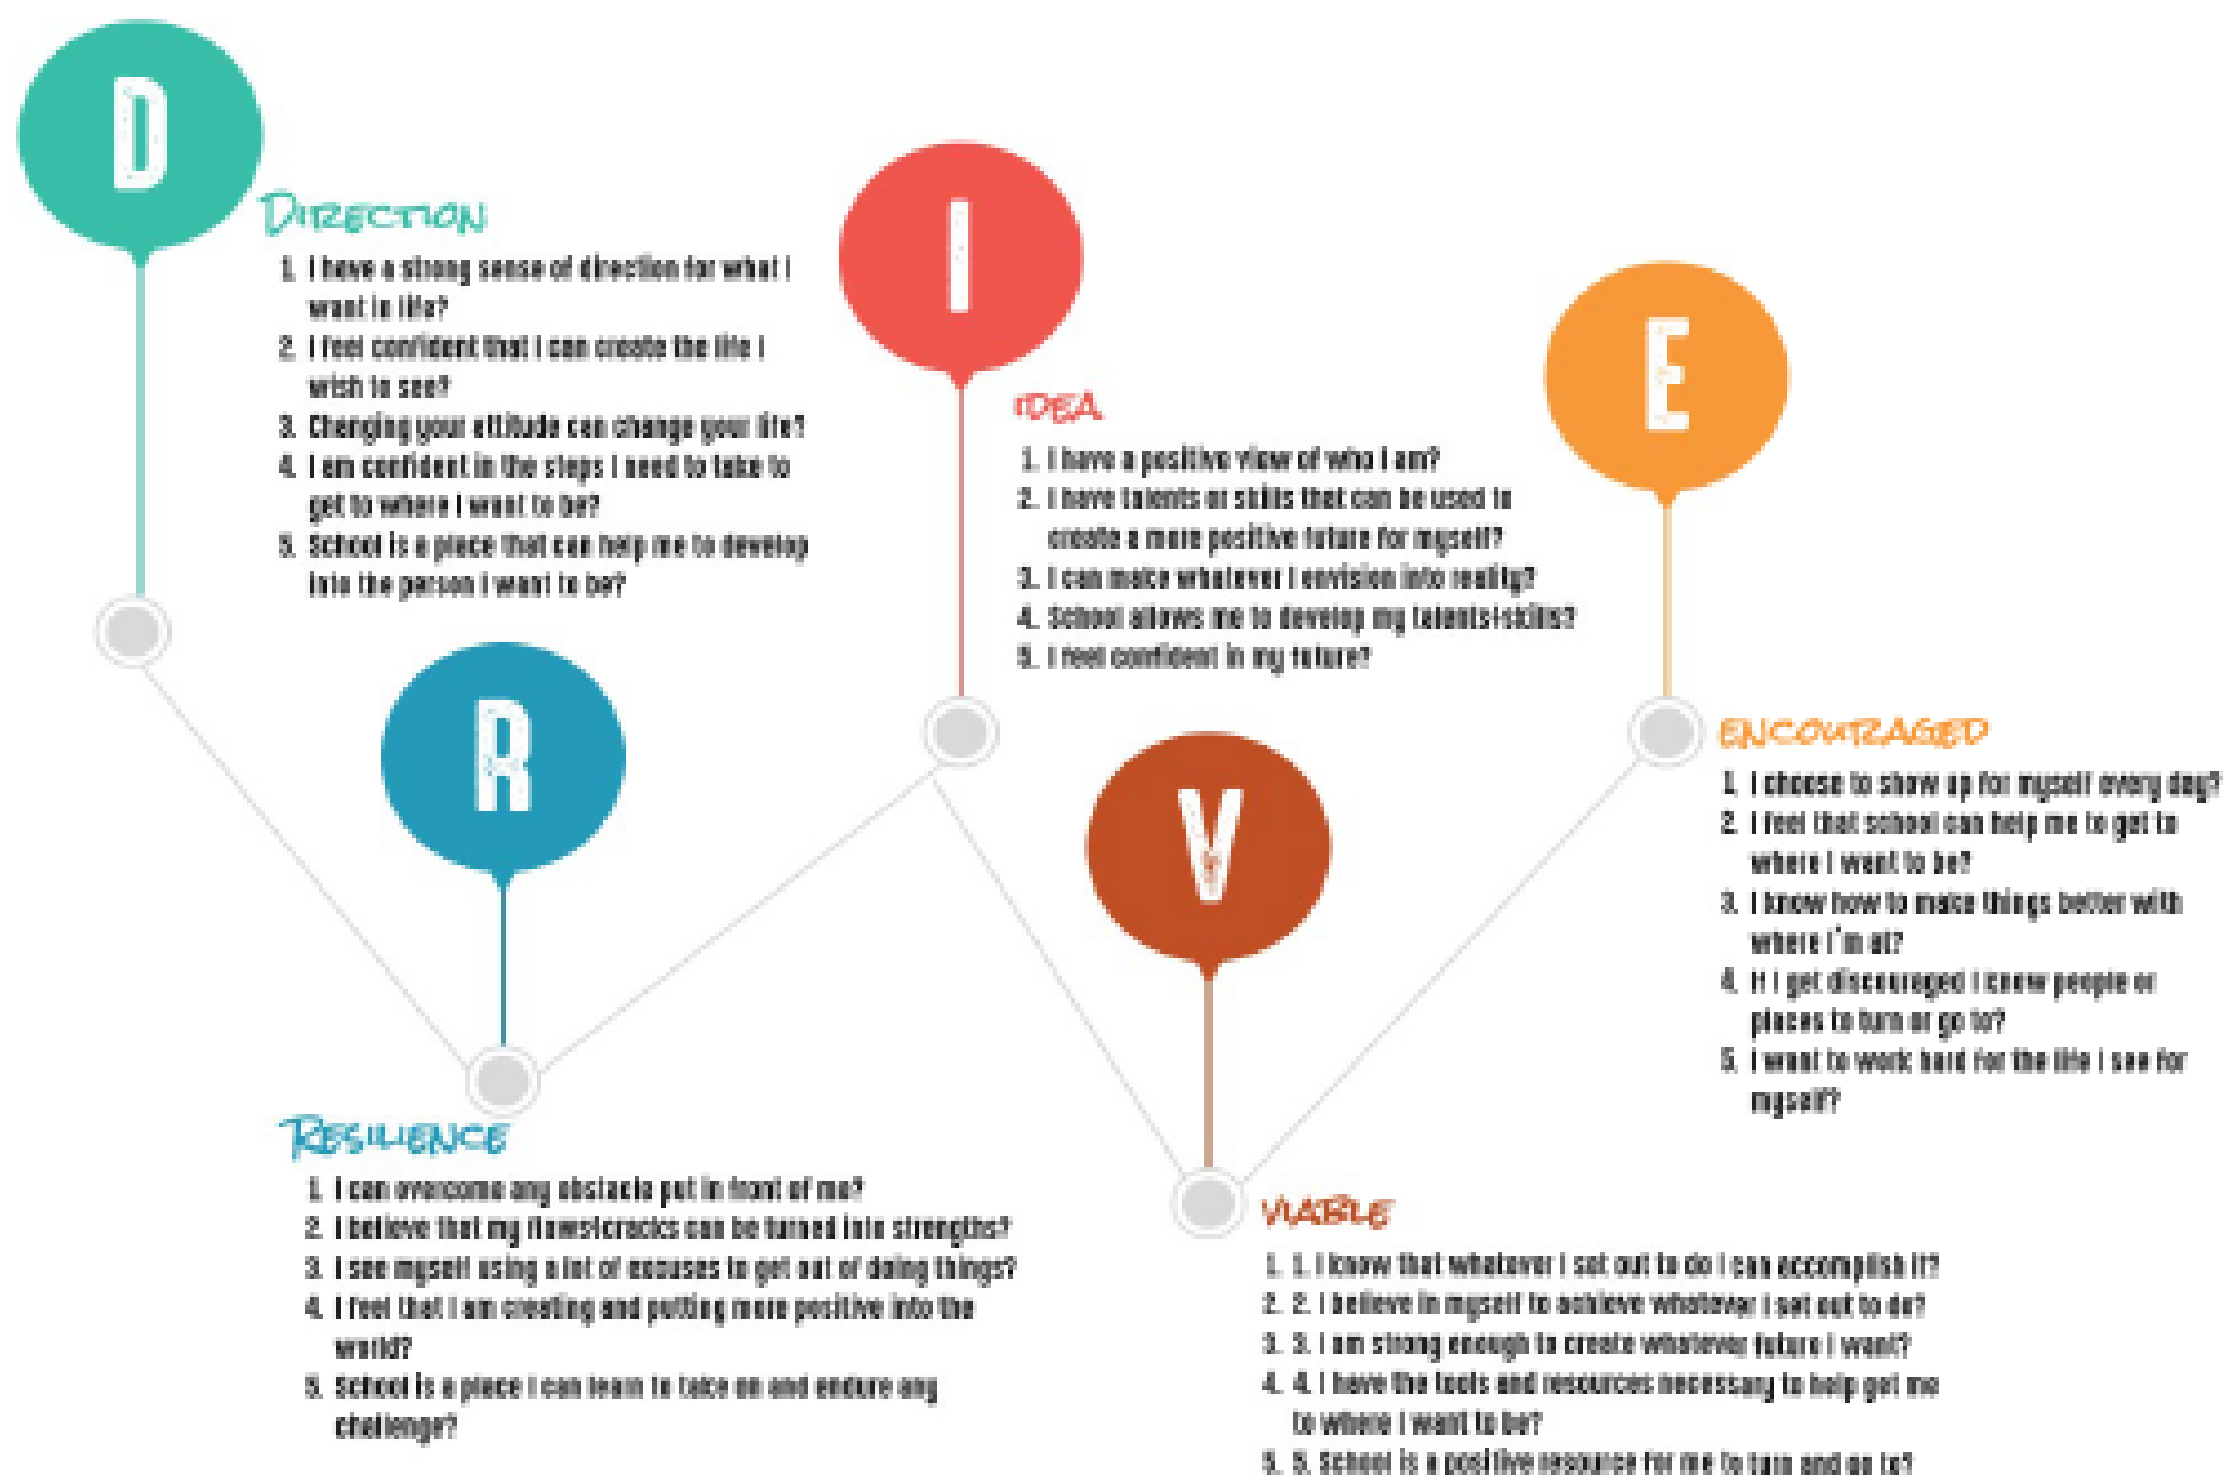 D
DIRECTION
1. I have a strong sense of direction for what I
want in life?
2. I feel confident that I can create the life I
wish to see?
3. Changing your attitude can change your life?
4. I am confident in the steps I need to take to
get to where I want to be?
5. School is a place that can help me to develop
into the person I want to be?
R
RESILIENCE
1. I can overcome any obstacle put in front of me?
2. I believe that my flaws/cracks can be turned into strengths?
3. I see myself using a lot of excuses to get out of doing things?
4. I feel that I am creating and putting more positive into the
world?
5. School is a place I can learn to take on and endure any
challenge?
I
IDEA
1. I have a positive view of who I am?
2. I have talents or skills that can be used to
create a more positive future for myself?
3. I can make whatever I envision into reality?
4. School allows me to develop my talents+skills?
5. I feel confident in my future?
V
VIABLE
1. 1. I know that whatever I set out to do I can accomplish it?
2. 2. I believe in myself to achieve whatever I set out to do?
3. 3. I am strong enough to create whatever future I want?
4. 4. I have the tools and resources necessary to help get me
to where I want to be?
5. 5. School is a positive resource for me to turn and go to?
E
ENCOURAGED
1. I choose to show up for myself every day?
2. I feel that school can help me to get to
where I want to be?
3. I know how to make things better with
where I'm at?
4. If I get discouraged I know people or
places to turn or go to?
5. I want to work hard for the life I see for
myself?